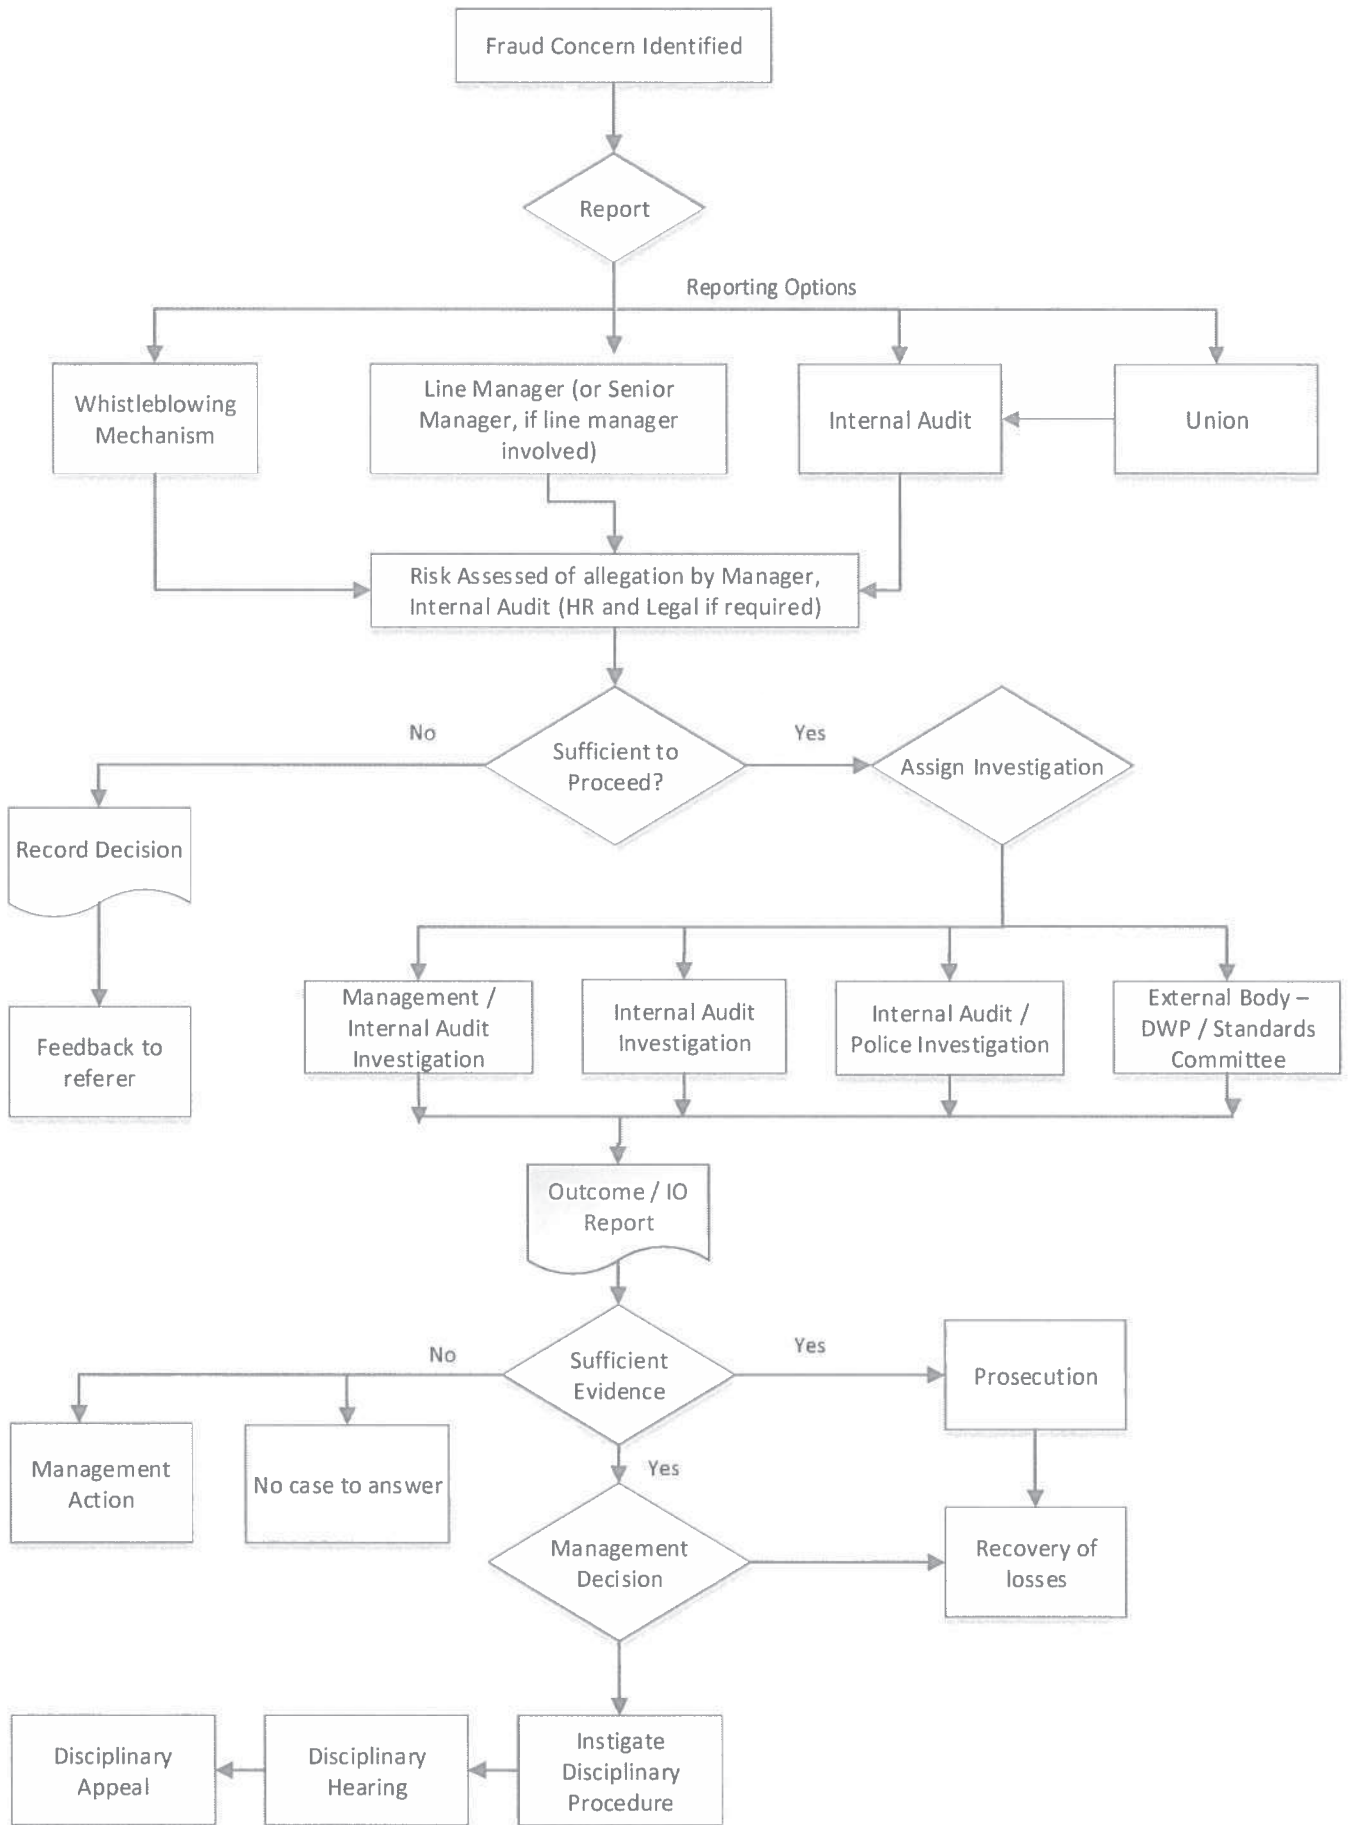 Fraud Concern Identified
Report
Reporting Options
Whistleblowing
Mechanism
Line Manager (or Senior
Manager, if line manager
involved)
Internal Audit
Union
Risk Assessed of allegation by Manager,
Internal Audit (HR and Legal if required)
No
Sufficient to
Proceed?
Yes
Assign Investigation
Record Decision
Feedback to
referer
Management /
Internal Audit
Investigation
Internal Audit
Investigation
Internal Audit /
Police Investigation
External Body –
DWP / Standards
Committee
Outcome / IO
Report
No
Sufficient
Evidence
Yes
Prosecution
Management
Action
No case to answer
Yes
Management
Decision
Recovery of
losses
Disciplinary
Appeal
Disciplinary
Hearing
Instigate
Disciplinary
Procedure